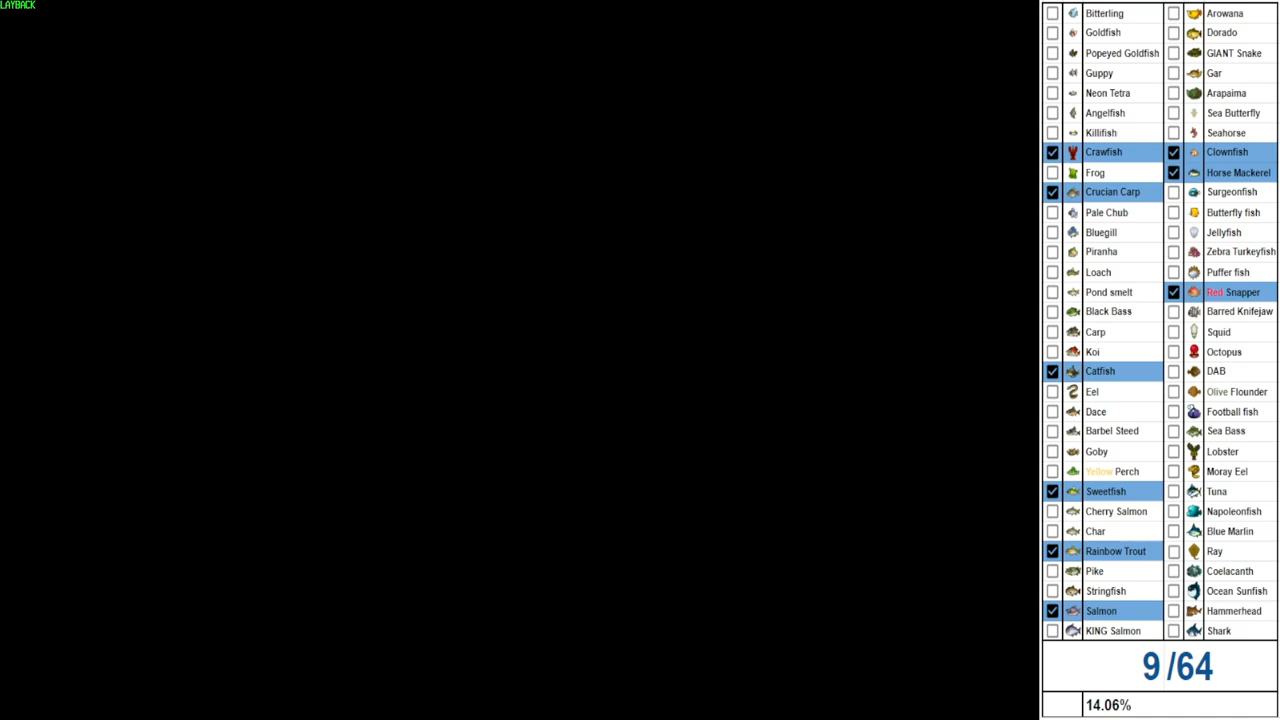 LAYBACK
Bitterling Arowana
Goldfish Dorado
Popeyed Goldfish GIANT Snake
Guppy Gar
Neon Tetra Arapaima
Angelfish Sea Butterfly
Killifish Seahorse
Crawfish Clownfish
Frog Horse Mackerel
Crucian Carp Surgeonfish
Pale Chub Butterfly fish
Bluegill Jellyfish
Piranha Zebra Turkeyfish
Loach Puffer fish
Pond smelt Red Snapper
Black Bass Barred Knifejaw
Carp Squid
Koi Octopus
Catfish DAB
Eel Olive Flounder
Dace Football fish
Barbel Steed Sea Bass
Goby Lobster
Yellow Perch Moray Eel
Sweetfish Tuna
Cherry Salmon Napoleonfish
Char Blue Marlin
Rainbow Trout Ray
Pike Coelacanth
Stringfish Ocean Sunfish
Salmon Hammerhead
KING Salmon Shark
9 /64
14.06%